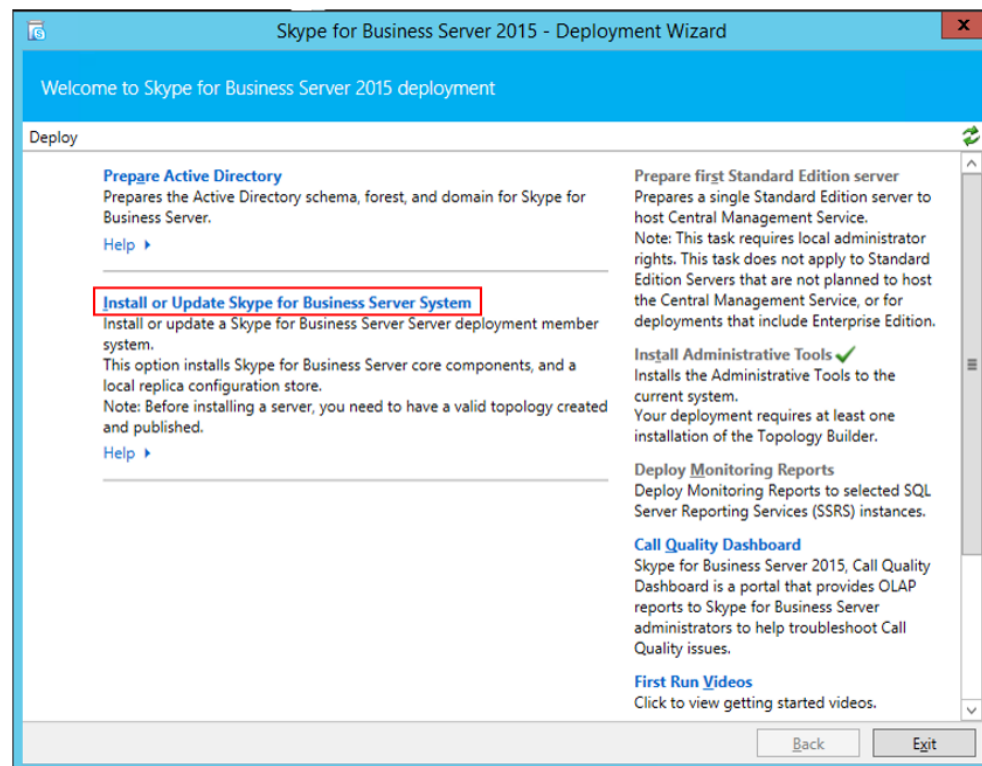 Skype for Business Server 2015 - Deployment Wizard
Welcome to Skype for Business Server 2015 deployment
Deploy
Prepare Active Directory
Prepares the Active Directory schema, forest, and domain for Skype for
Business Server.
Help
Install or Update Skype for Business Server System
Install or update a Skype for Business Server Server deployment member
system.
This option installs Skype for Business Server core components, and a
local replica configuration store.
Note: Before installing a server, you need to have a valid topology created
and published.
Help
Prepare first Standard Edition server
Prepares a single Standard Edition server to
host Central Management Service.
Note: This task requires local administrator
rights. This task does not apply to Standard
Edition Servers that are not planned to host
the Central Management Service, or for
deployments that include Enterprise Edition.
Install Administrative Tools
Installs the Administrative Tools to the
current system.
Your deployment requires at least one
installation of the Topology Builder.
Deploy Monitoring Reports
Deploy Monitoring Reports to selected SQL
Server Reporting Services (SSRS) instances.
Call Quality Dashboard
Skype for Business Server 2015, Call Quality
Dashboard is a portal that provides OLAP
reports to Skype for Business Server
administrators to help troubleshoot Call
Quality issues.
First Run Videos
Click to view getting started videos.
Back
Exit